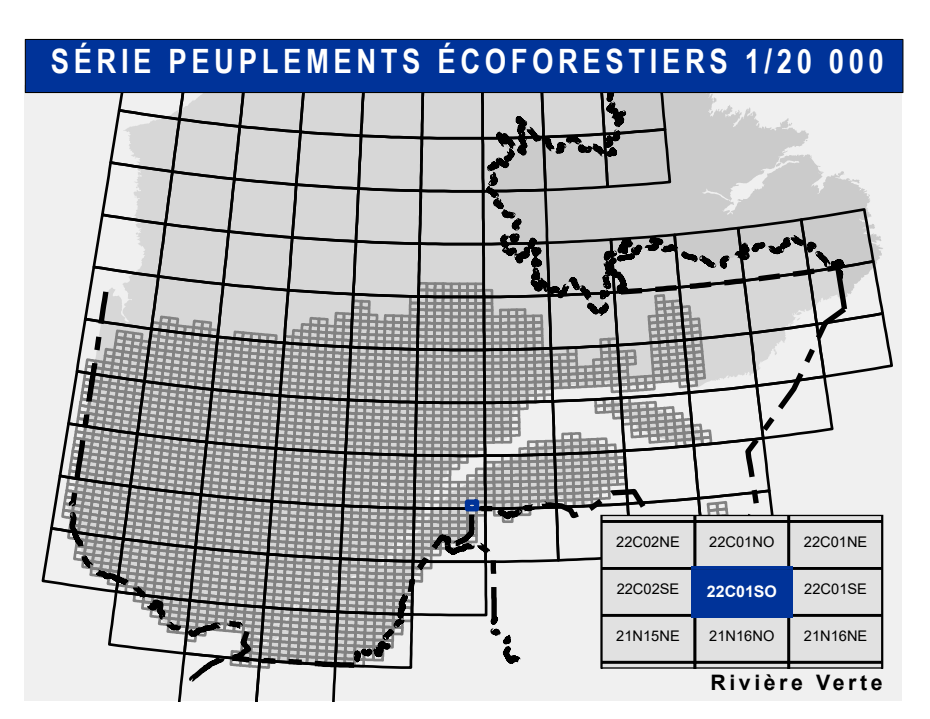 SÉRIE PEUPLEMENTS ÉCOFORESTIERS 1/20 000
22C02NE 22C01NO 22C01NE
22C02SE 22C01SO 22C01SE
21N15NE 21N16NO 21N16NE
Rivière Verte